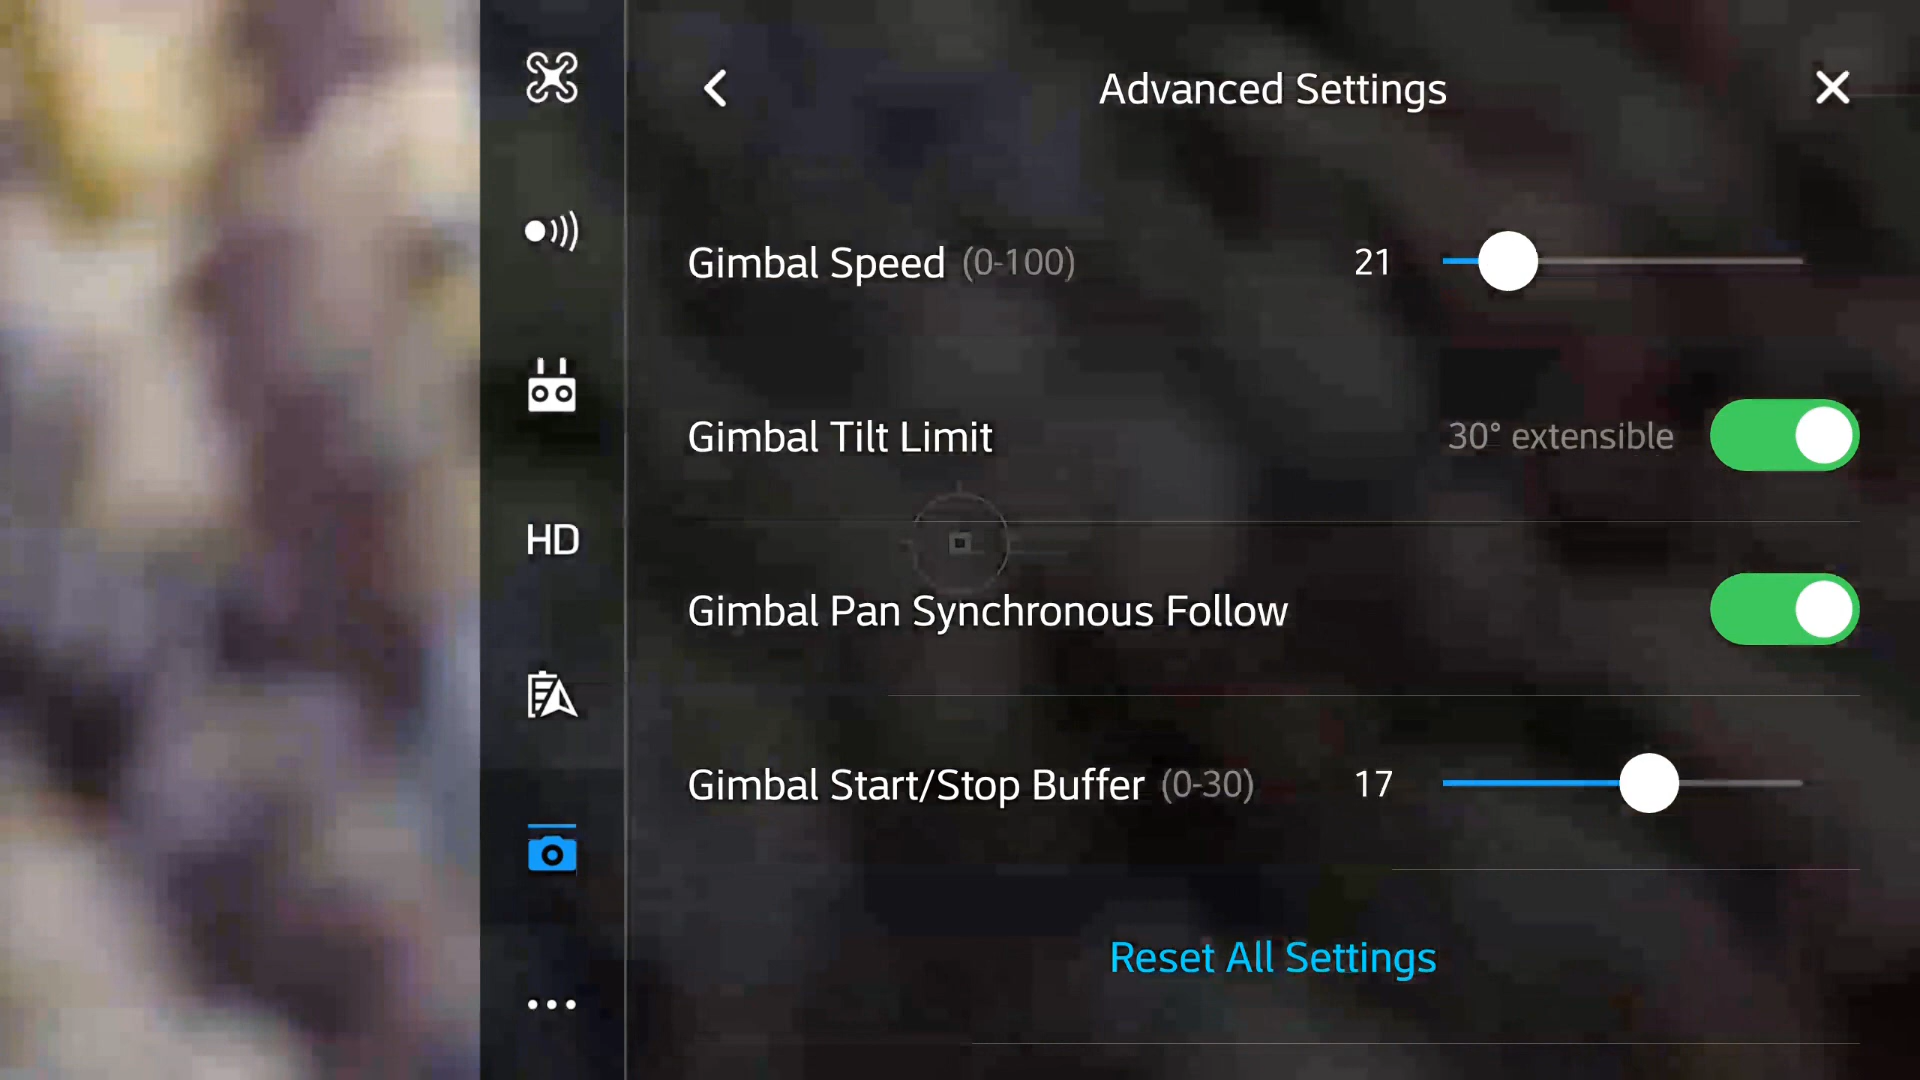 Advanced Settings
Gimbal Speed (0-100) 21
Gimbal Tilt Limit 30° extensible
HD
Gimbal Pan Synchronous Follow
Gimbal Start/Stop Buffer (0-30) 17
Reset All Settings